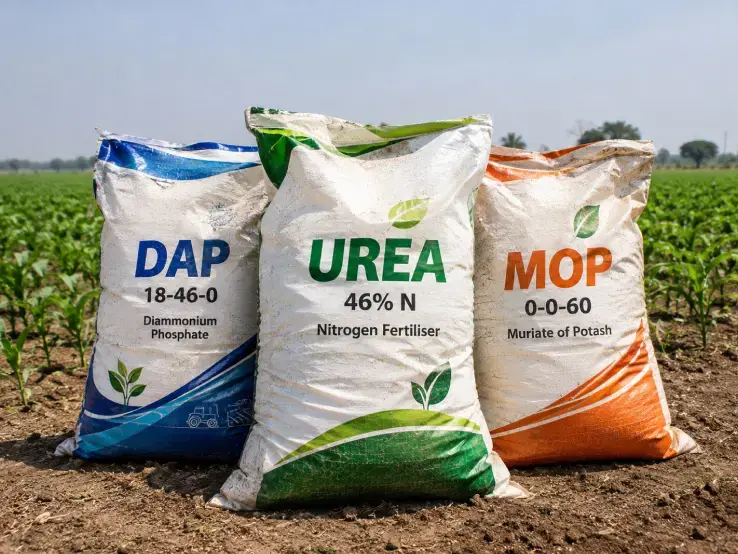 DAP
18-46-0
Diammonium
Phosphate
UREA
46% N
Nitrogen Fertiliser
MOP
0-0-60
Muriate of Potash